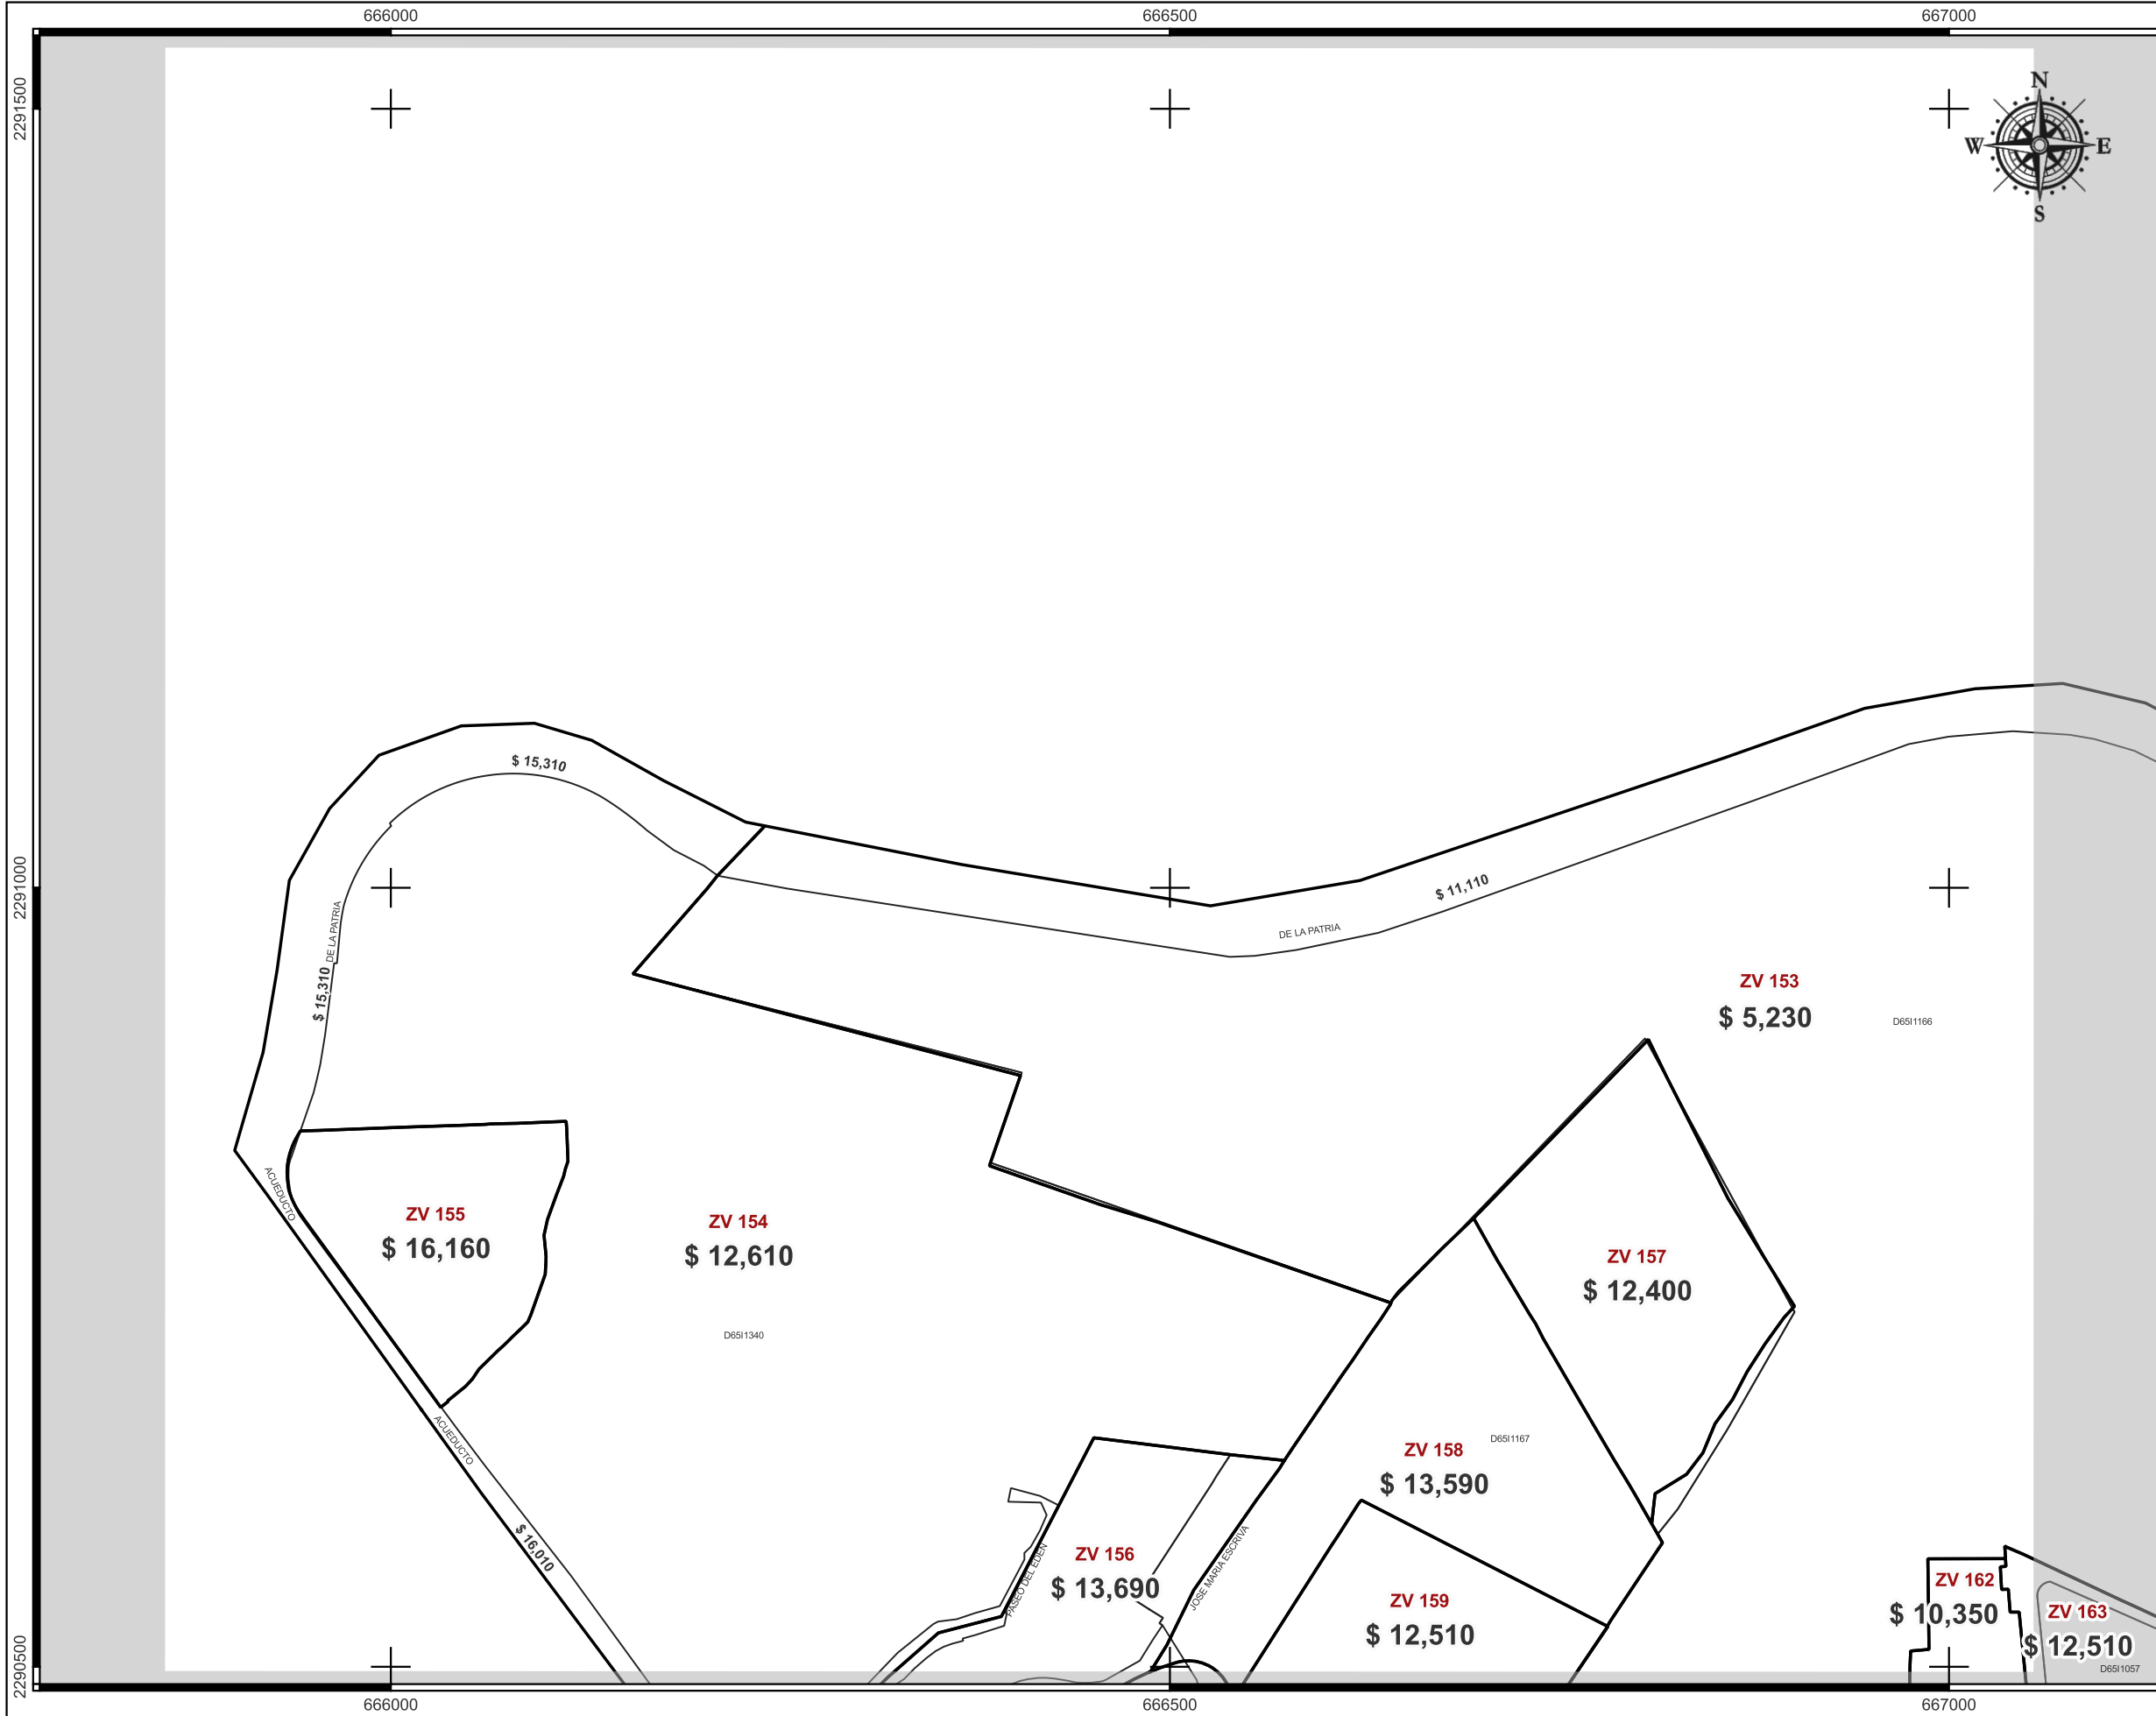 666000
666500
667000
2291500
N
W
E
S
$ 15,310
2291000
$ 11,110
DE LA PATRIA
DE LA PATRIA
$ 15,310
ZV 153
$ 5,230
D65I1166
ACUEDUCTO
ZV 155
$ 16,160
ZV 154
$ 12,610
ZV 157
$ 12,400
D65I1340
ACUEDUCTO
ZV 158
D65I1167
$ 13,590
$ 16,010
ZV 156
$ 13,690
PASEO DEL EDEN
JOSE MARIA ESCRIVA
ZV 159
$ 12,510
ZV 162
$ 10,350
ZV 163
$ 12,510
D65I1057
2290500
666000
666500
667000